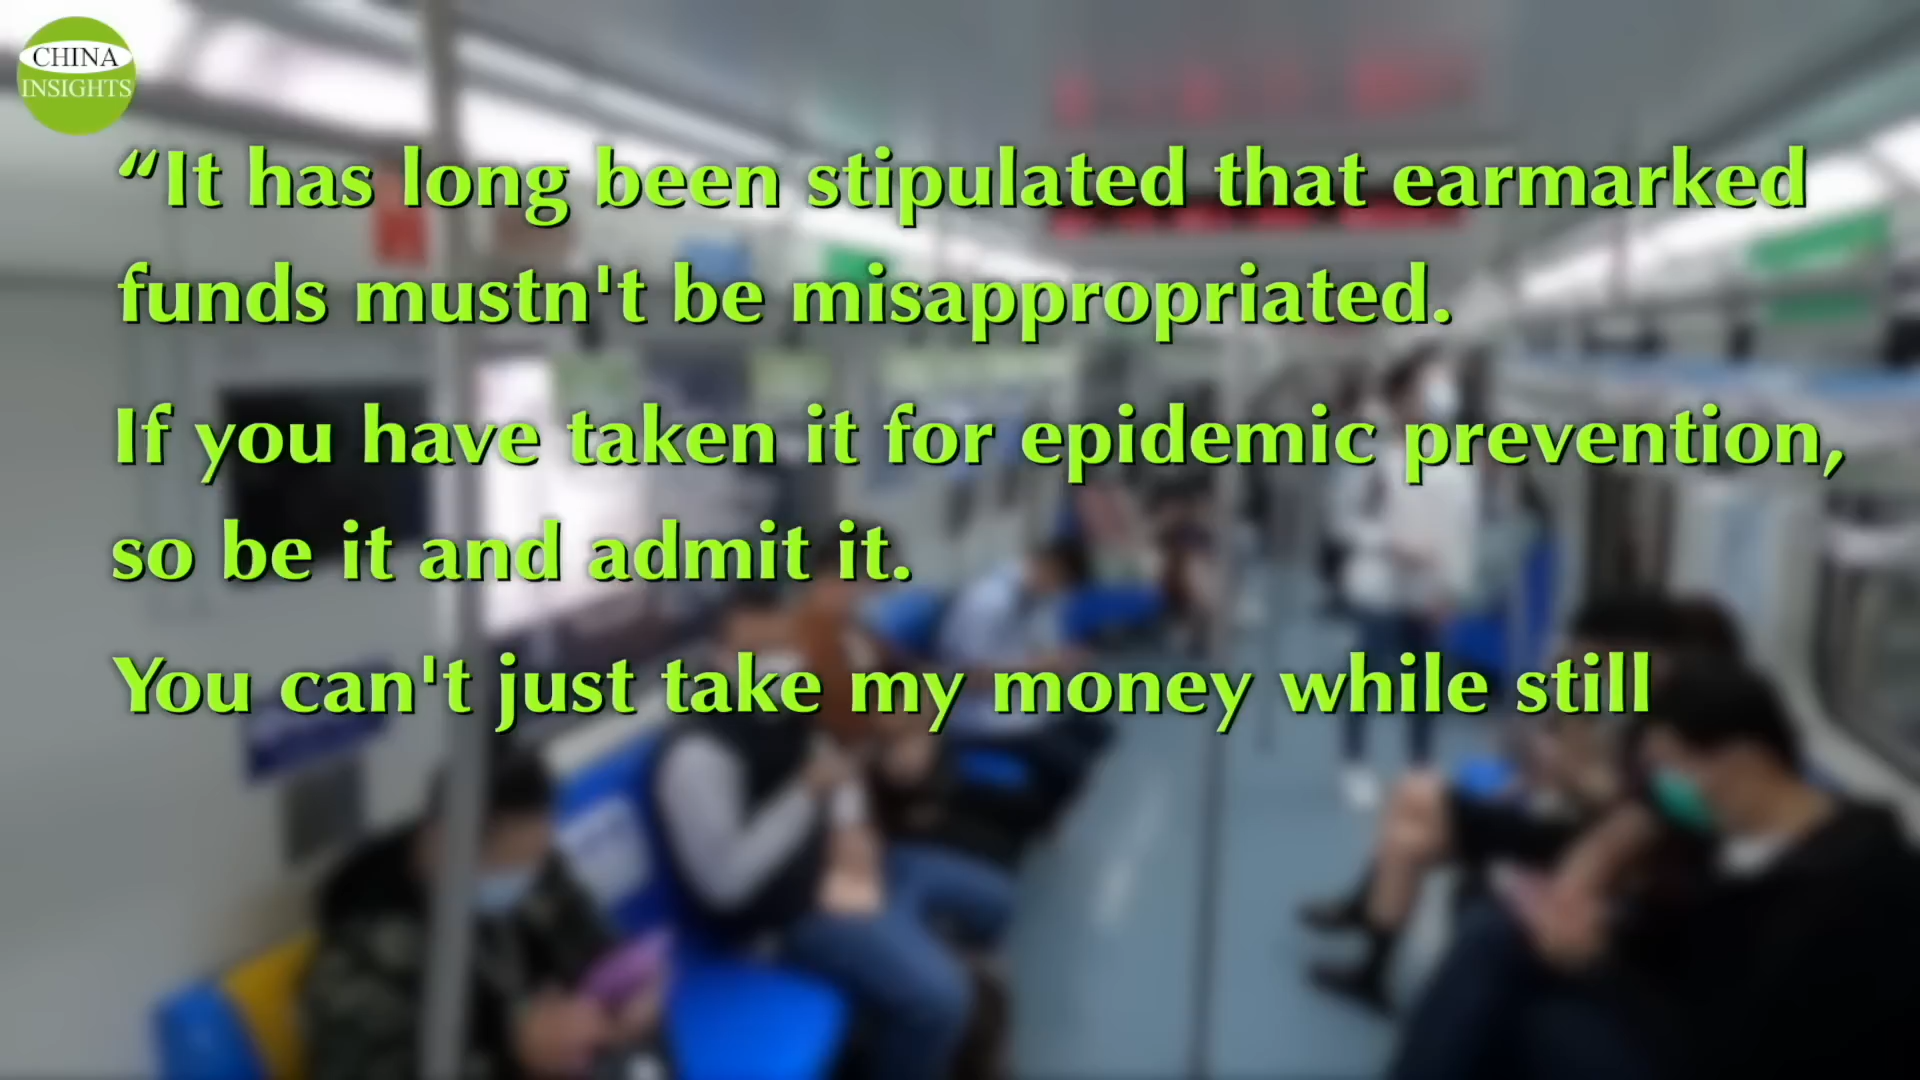 CHINA
INSIGHTS
“It has long been stipulated that earmarked
funds mustn't be misappropriated.
If you have taken it for epidemic prevention,
so be it and admit it.
You can't just take my money while still